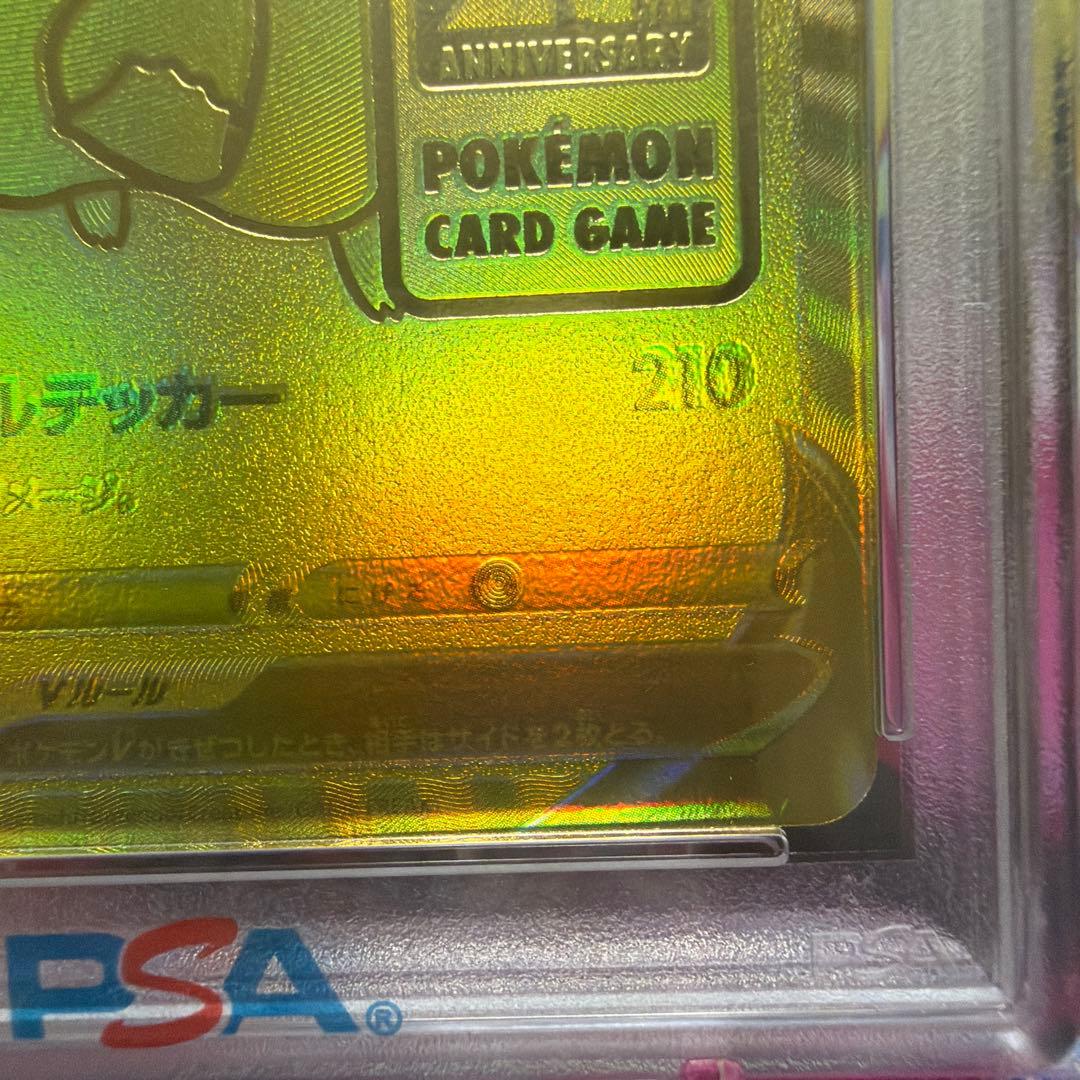 ANNIVERSARY
POKÉMON
CARD GAME
ルテッカー 210
メージ。
にげる
Vルール
ポケモンVがきぜつしたとき、相手はサイドを2枚とる。
PSA®
PSA